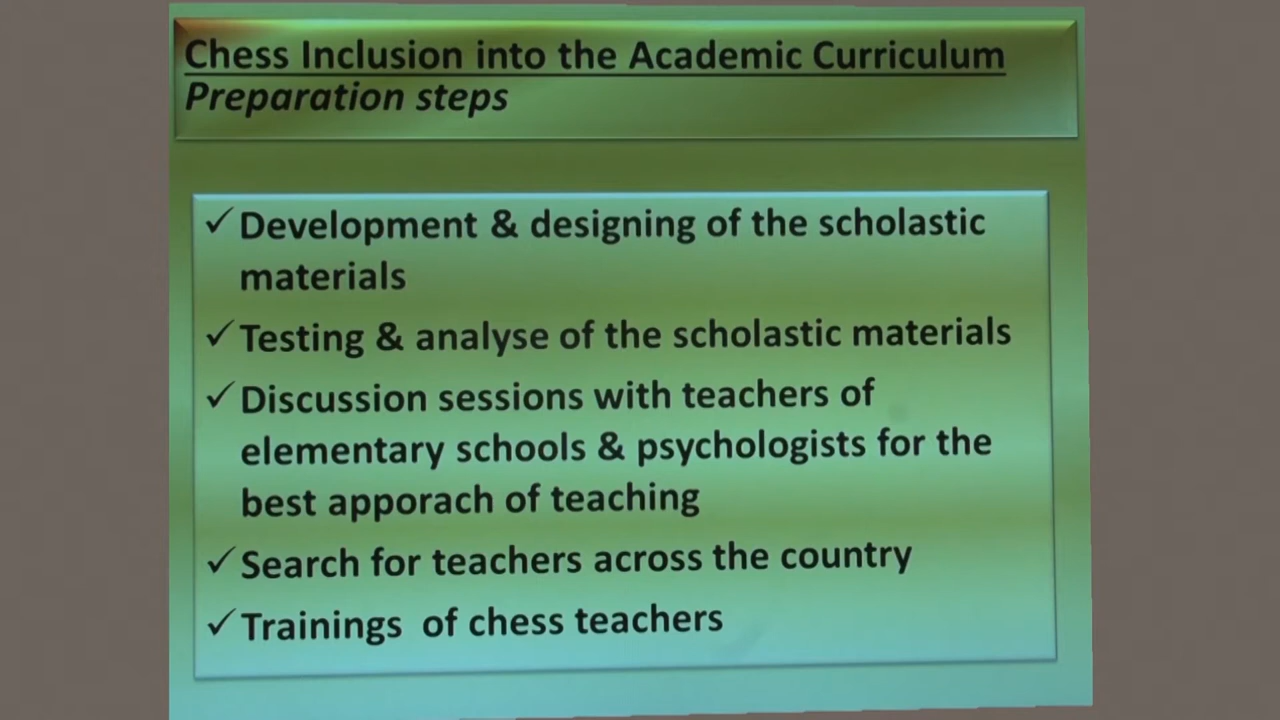 Chess Inclusion into the Academic Curriculum
Preparation steps
✓ Development & designing of the scholastic
materials
✓ Testing & analyse of the scholastic materials
✓ Discussion sessions with teachers of
elementary schools & psychologists for the
best apporach of teaching
✓ Search for teachers across the country
✓ Trainings of chess teachers